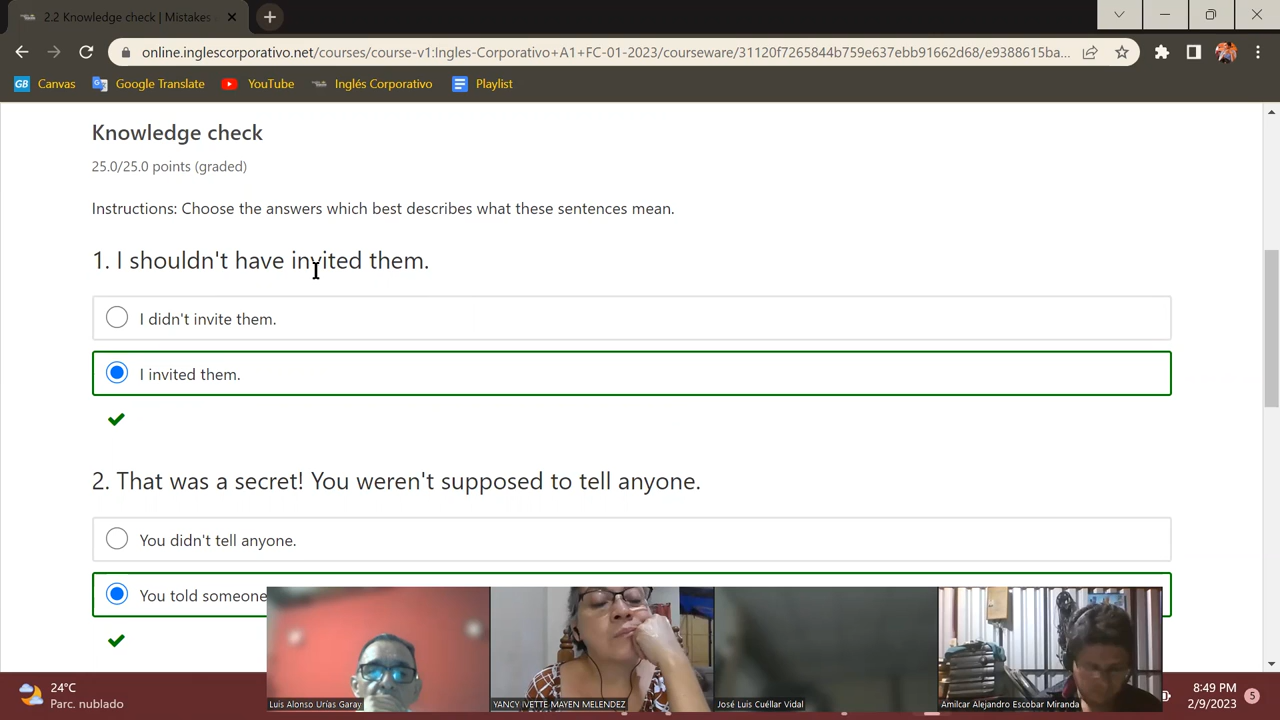 2.2 Knowledge check | Mistakes
online.inglescorporativo.net/courses/course-v1:Ingles-Corporativo+A1+FC-01-2023/courseware/31120f7265844b759e637ebb91662d68/e9388615ba...
GB Canvas Google Translate YouTube Inglés Corporativo Playlist
Knowledge check
25.0/25.0 points (graded)
Instructions: Choose the answers which best describes what these sentences mean.
1. I shouldn't have invited them.
I didn't invite them.
I invited them.
2. That was a secret! You weren't supposed to tell anyone.
You didn't tell anyone.
You told someone
Luis Alonso Urías Garay YANCY IVETTE MAYEN MELENDEZ José Luis Cuéllar Vidal Amilcar Alejandro Escobar Miranda
24°C
Parc. nublado
8:49 PM
2/9/2023
5